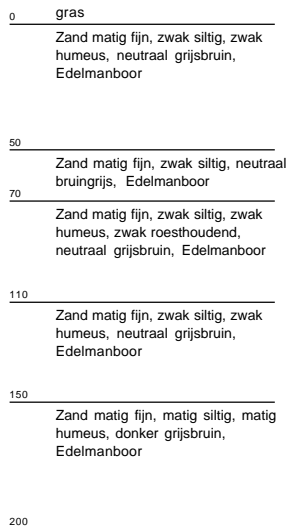 0 gras
Zand matig fijn, zwak siltig, zwak
humeus, neutraal grijsbruin,
Edelmanboor
50
Zand matig fijn, zwak siltig, neutraal
bruingrijs, Edelmanboor
70
Zand matig fijn, zwak siltig, zwak
humeus, zwak roesthoudend,
neutraal grijsbruin, Edelmanboor
110
Zand matig fijn, zwak siltig, zwak
humeus, neutraal grijsbruin,
Edelmanboor
150
Zand matig fijn, matig siltig, matig
humeus, donker grijsbruin,
Edelmanboor
200